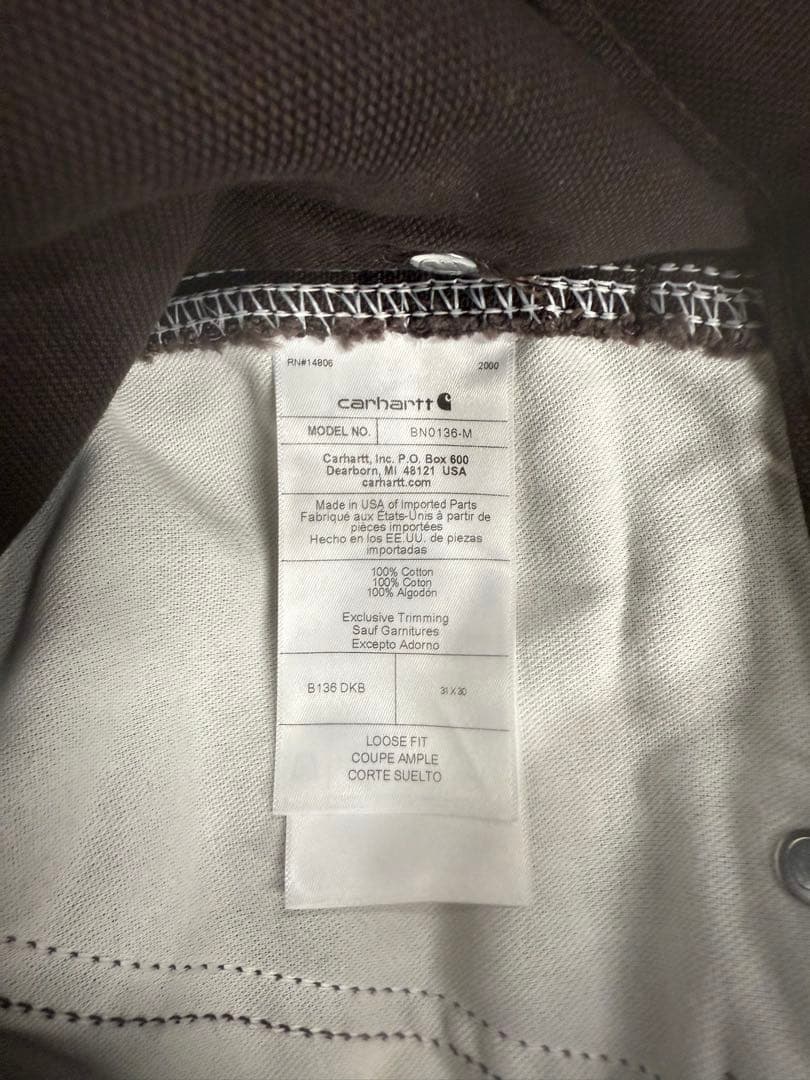 RN#14806 2000
carhartt
MODEL NO. BN0136-M
Carhartt, Inc. P.O. Box 600
Dearborn, MI 48121 USA
carhartt.com
Made in USA of Imported Parts
Fabriqué aux États-Unis à partir de
pièces importées
Hecho en los EE.UU. de piezas
importadas
100% Cotton
100% Coton
100% Algodón
Exclusive Trimming
Sauf Garnitures
Excepto Adorno
B136 DKB 31 X 30
LOOSE FIT
COUPE AMPLE
CORTE SUELTO